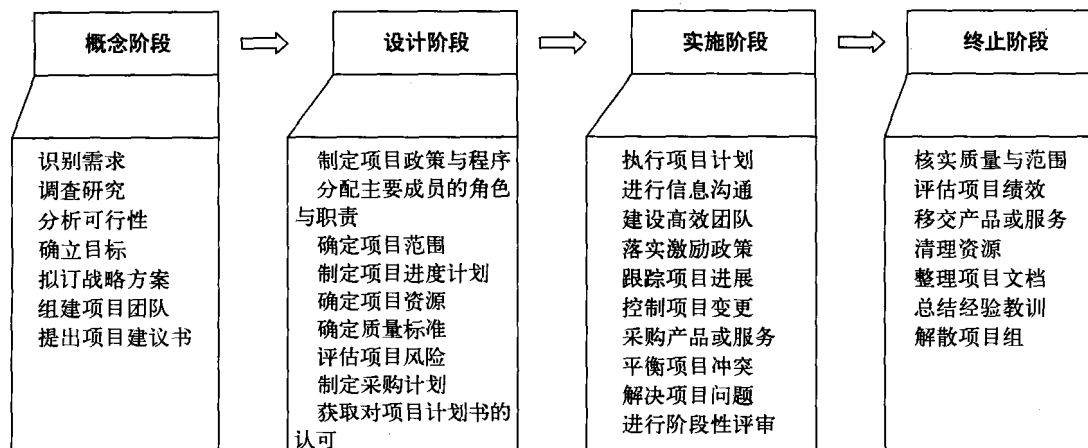 概念阶段
设计阶段
实施阶段
终止阶段
识别需求
调查研究
分析可行性
确立目标
拟订战略方案
组建项目团队
提出项目建议书
制定项目政策与程序
分配主要成员的角色
与职责
确定项目范围
制定项目进度计划
确定项目资源
确定质量标准
评估项目风险
制定采购计划
获取对项目计划书的
认可
执行项目计划
进行信息沟通
建设高效团队
落实激励政策
跟踪项目进展
控制项目变更
采购产品或服务
平衡项目冲突
解决项目问题
进行阶段性评审
核实质量与范围
评估项目绩效
移交产品或服务
清理资源
整理项目文档
总结经验教训
解散项目组